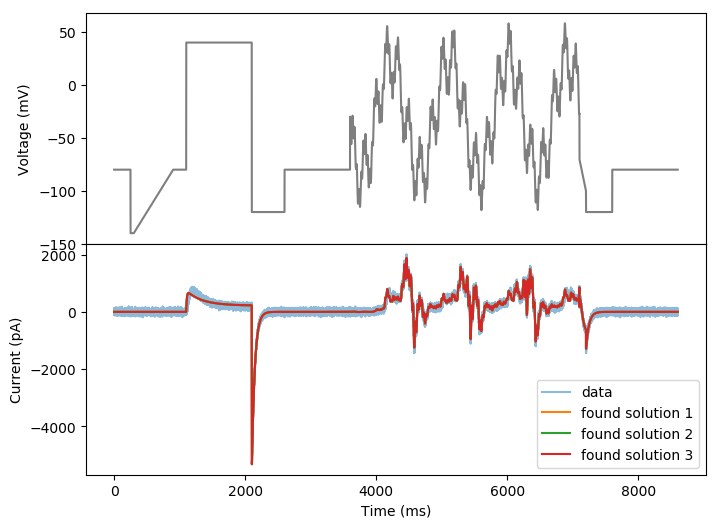 50
0
−50
−100
−150
Voltage (mV)
2000
0
−2000
−4000
Current (pA)
data
found solution 1
found solution 2
found solution 3
0
2000
4000
6000
8000
Time (ms)